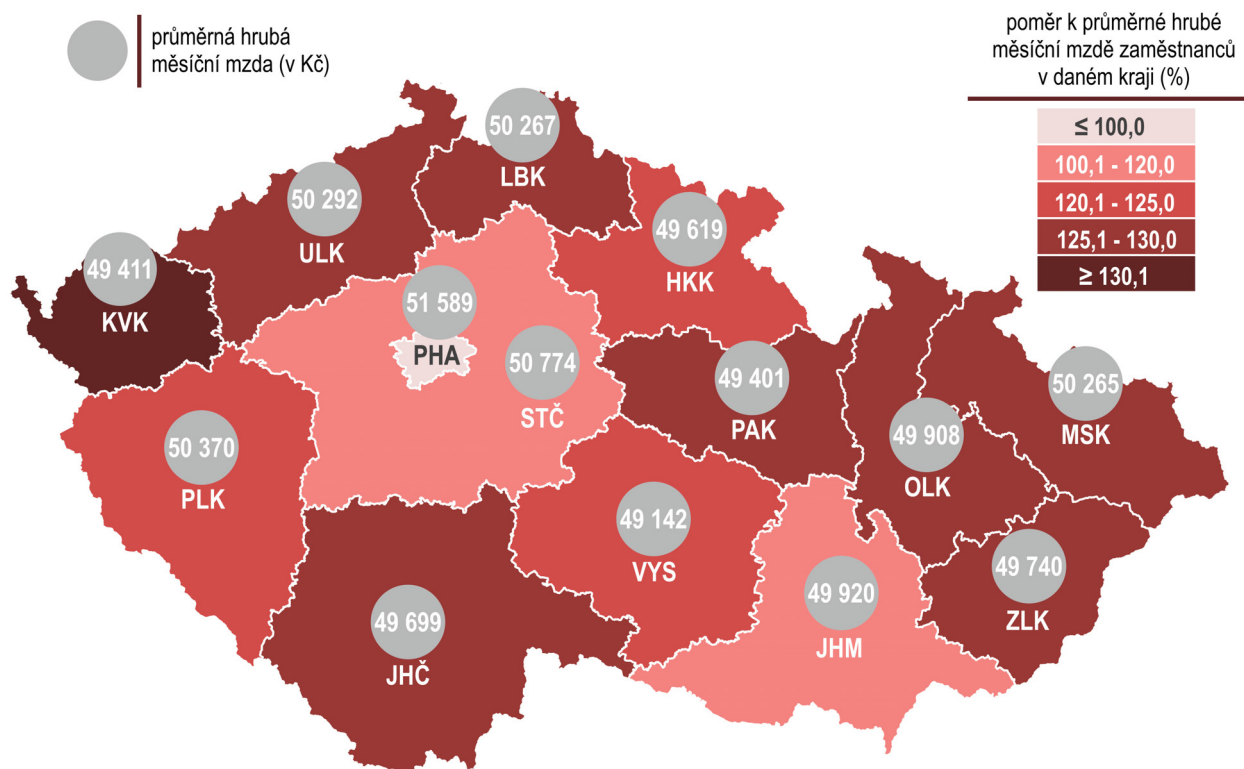 průměrná hrubá
měsíční mzda (v Kč)
poměr k průměrné hrubé
měsíční mzdě zaměstnanců
v daném kraji (%)
≤ 100,0
100,1 - 120,0
120,1 - 125,0
125,1 - 130,0
≥ 130,1
50 267
LBK
50 292
ULK
49 619
HKK
49 411
KVK
51 589
PHA
50 774
STČ
49 401
PAK
50 265
MSK
49 908
OLK
50 370
PLK
49 142
VYS
49 740
ZLK
49 920
JHM
49 699
JHČ